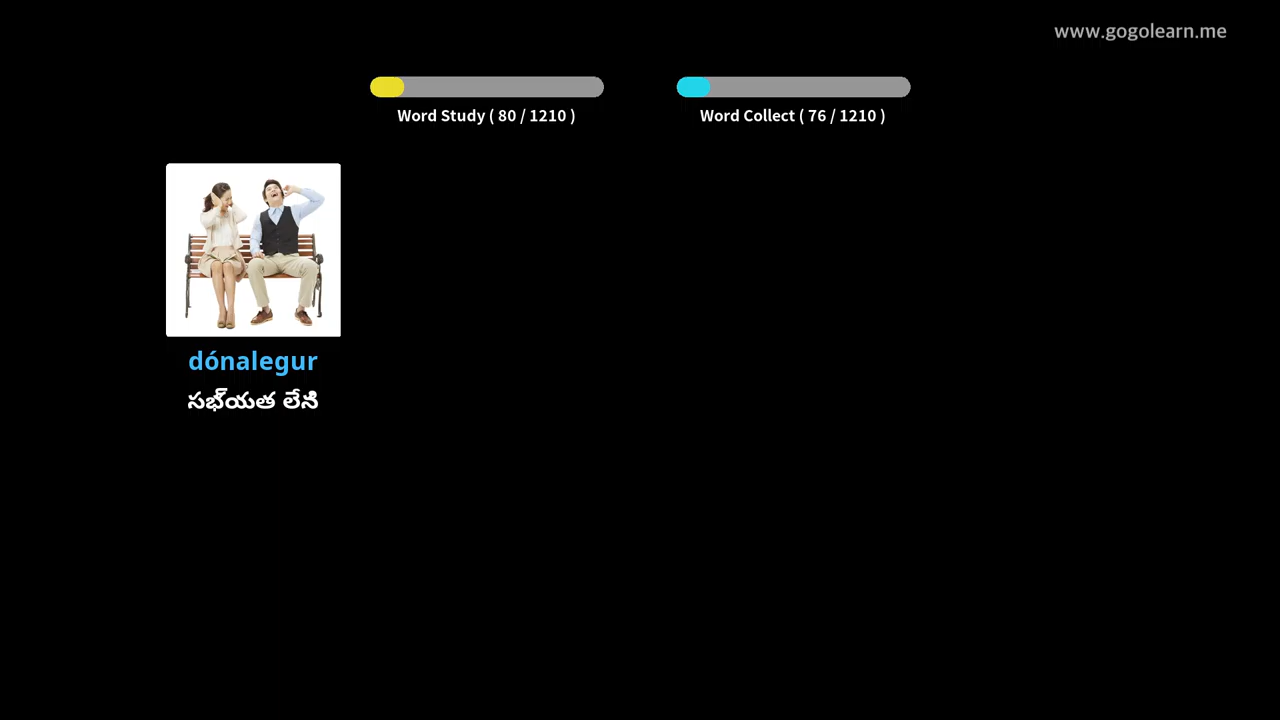 www.gogolearn.me
Word Study ( 80 / 1210 )
Word Collect ( 76 / 1210 )
dónalegur
సభ్యత లేని